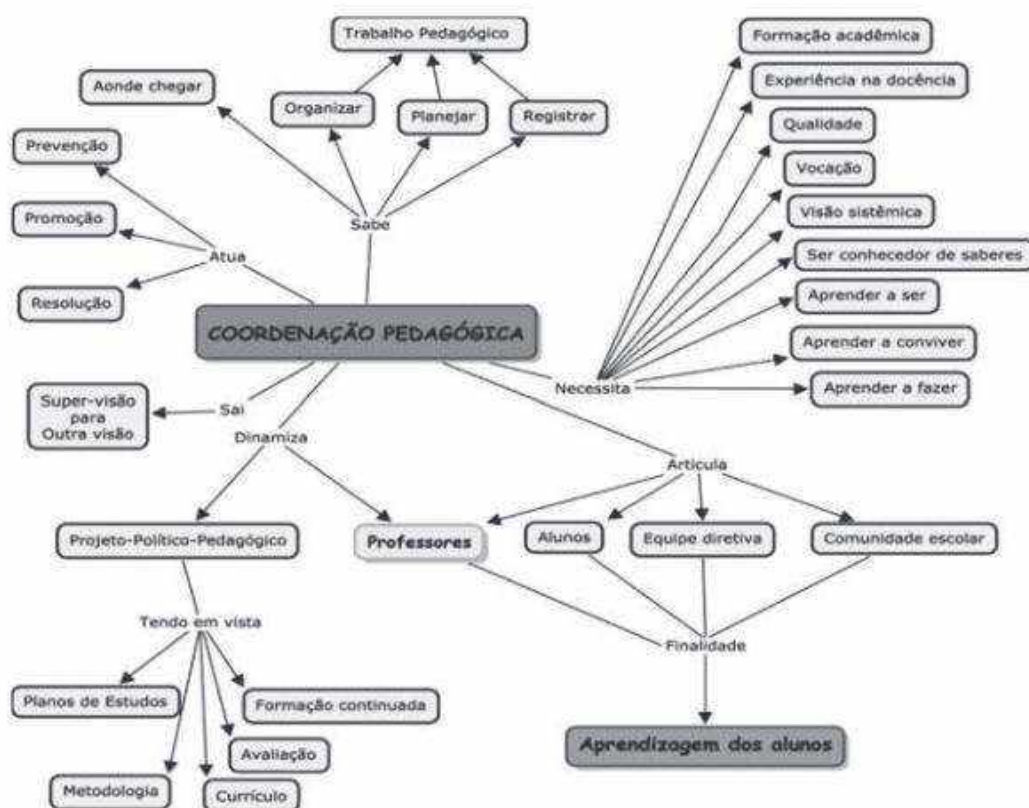 Trabalho Pedagógico
Formação acadêmica
Aonde chegar
Experiência na docência
Organizar
Planejar
Registrar
Qualidade
Prevenção
Vocação
Promoção
Sabe
Visão sistêmica
Atua
Ser conhecedor de saberes
Resolução
Aprender a ser
COORDENAÇÃO PEDAGÓGICA
Aprender a conviver
Necessita
Aprender a fazer
Super-visão
para
Outra visão
Sai
Dinamiza
Articula
Projeto-Político-Pedagógico
Professores
Alunos
Equipe diretiva
Comunidade escolar
Tendo em vista
Finalidade
Planos de Estudos
Formação continuada
Avaliação
Aprendizagem dos alunos
Metodologia
Currículo